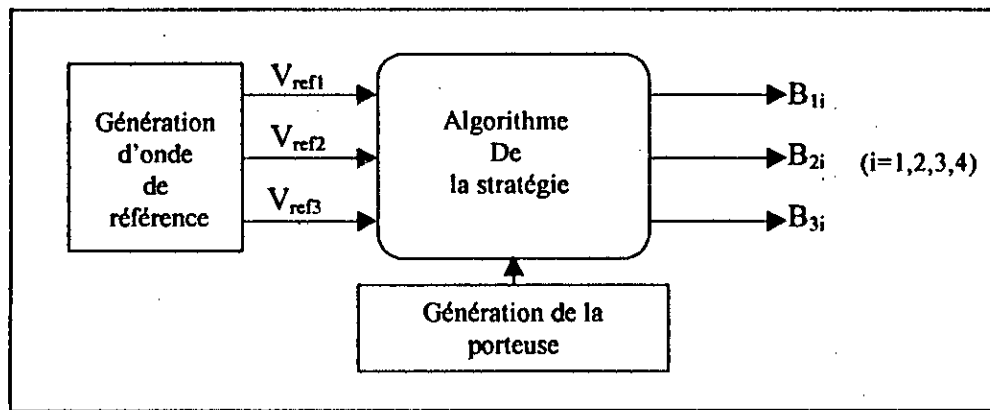 Génération
d'onde
de
référence
V_ref1
V_ref2
V_ref3
Algorithme
De
la stratégie
B_1i
B_2i
B_3i
(i=1,2,3,4)
Génération de la
porteuse